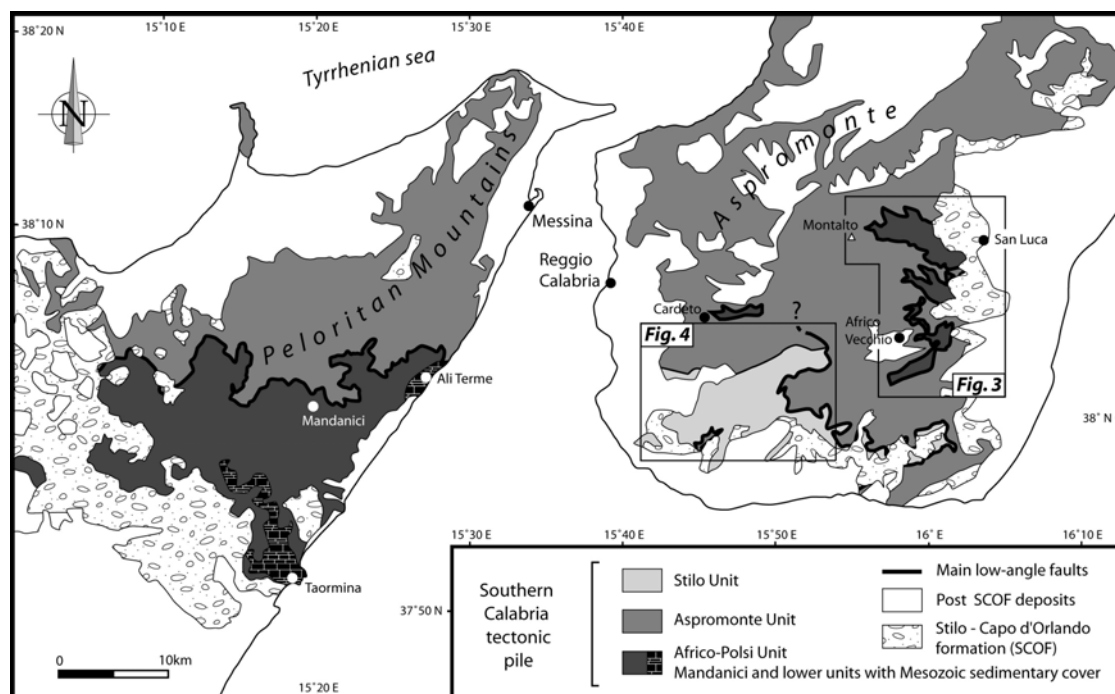 38°20 N
15°20 E
15°30 E
15°40 E
15°50 E
16° E
Tyrrhenian sea
N
Aspromonte
Peloritan Mountains
38°10 N
Messina
Montalto
San Luca
Reggio
Calabria
Cardeto
?
Africo
Vecchio
Fig. 4
Fig. 3
Ali Terme
Mandanici
38° N
15°30 E
15°40 E
15°50 E
16° E
16°10 E
Taormina
37°50 N
0
10km
15°20 E
Southern
Calabria
tectonic
pile
Stilo Unit
Aspromonte Unit
Africo-Polsi Unit
Mandanici and lower units with Mesozoic sedimentary cover
Main low-angle faults
Post SCOF deposits
Stilo - Capo d'Orlando
formation (SCOF)